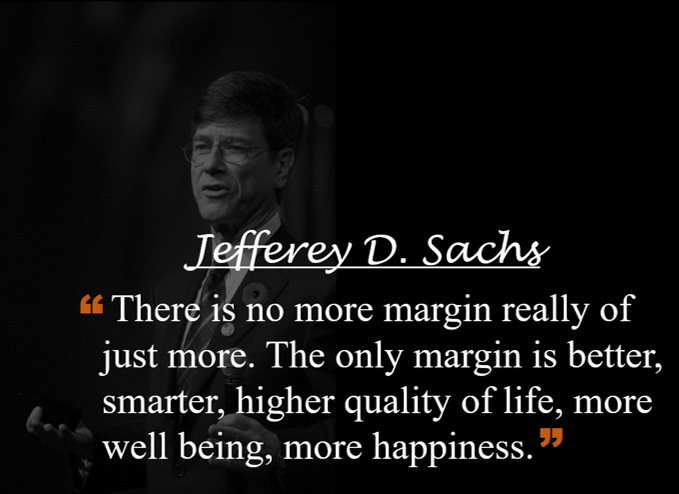 Jefferey D. Sachs
“ There is no more margin really of
just more. The only margin is better,
smarter, higher quality of life, more
well being, more happiness. ”